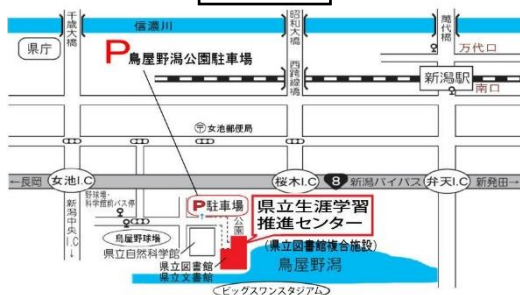 千歳大橋
信濃川
昭和大橋
萬代橋
県庁
P 鳥屋野潟公園駐車場
西跨線橋
万代口
新潟駅
南口
〒女池郵便局
←長岡
女池I.C
桜木I.C
8 新潟バイパス
弁天I.C
新発田→
新潟中央I.C
野球場・科学館前バス停
P 駐車場
公園
県立生涯学習推進センター
(県立図書館複合施設)
鳥屋野球場
県立自然科学館
県立図書館
県立文書館
鳥屋野潟
ビッグスワンスタジアム